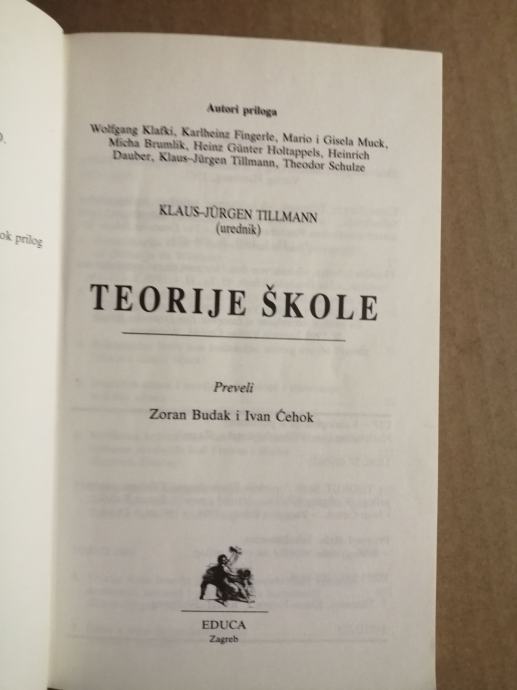 ok prilog
Autori priloga
Wolfgang Klafki, Karlheinz Fingerle, Mario i Gisela Muck,
Micha Brumlik, Heinz Günter Holtappels, Heinrich
Dauber, Klaus-Jürgen Tillmann, Theodor Schulze
KLAUS-JÜRGEN TILLMANN
(urednik)
TEORIJE ŠKOLE
Preveli
Zoran Budak i Ivan Ćehok
EDUCA
Zagreb